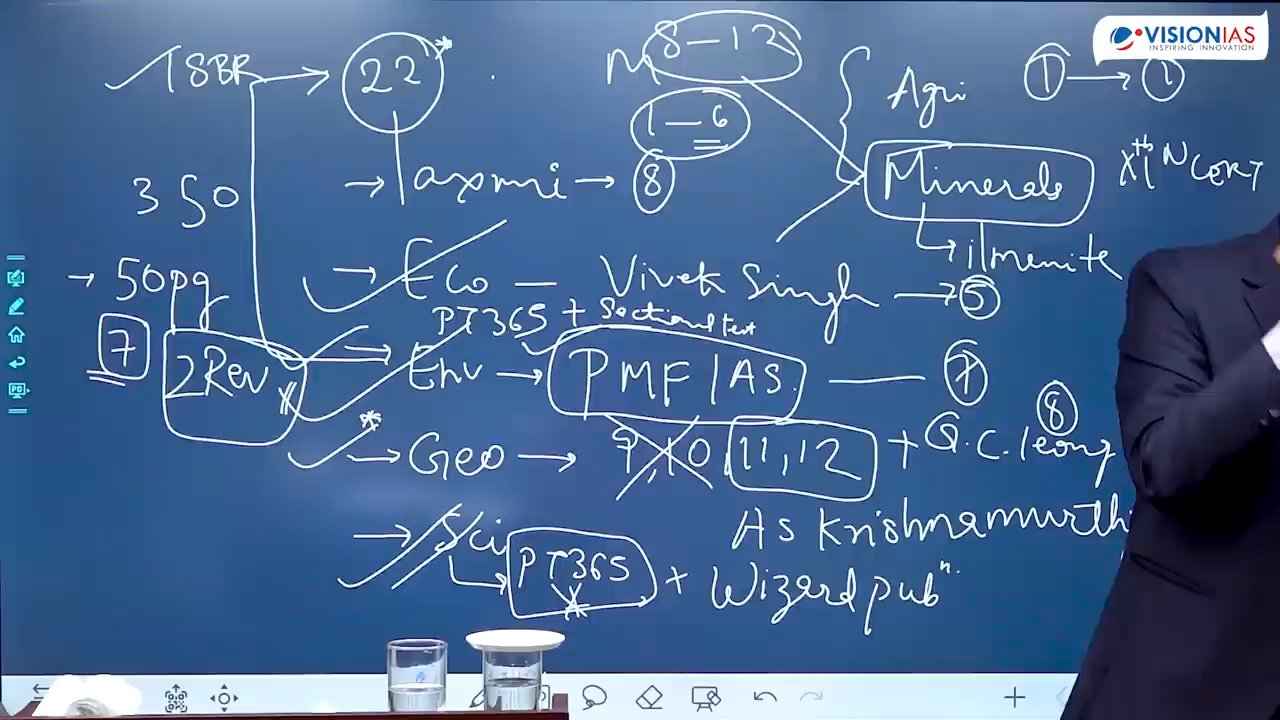 VISIONIAS
INSPIRING INNOVATION
18BR → 22*
M 8-12
1-6
Agri
1 → 1
350
→ Laxmi → 8
Minerals
XIth NCERT
ilmenite
→ 50pg
→ Eco - Vivek Singh → 5
PT365 + Sectional test
7
2Rev
→ Env → PMF IAS. — 7
* → Geo → 9,10 11,12 + G.C. leong
8
As Krishnamurthi
→ Sci PT365 + Wizard pubn.